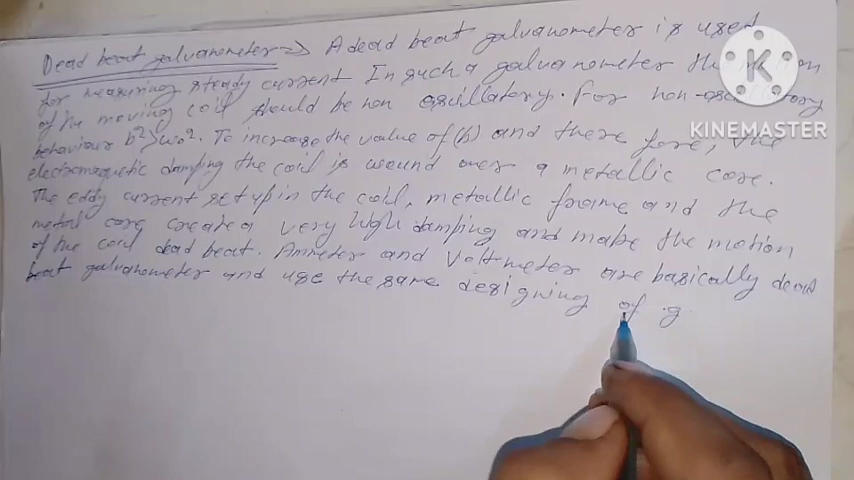 Dead beat galvanometer → A dead beat galvanometer is used
for measuring steady current In such a galvanometer the
of the moving coil should be non oscillatory. For non-oscillatory
behaviour b²>w₀². To increase the value of (b) and there fore, the
electromagnetic damping the coil is wound over a metallic core.
The eddy current set up in the coil, metallic frame and the
metal core create a very high damping and make the motion
of the coil dead beat. Ammeter and Voltmeter are basically dead
beat galvanometer and use the same designing of g
KINEMASTER